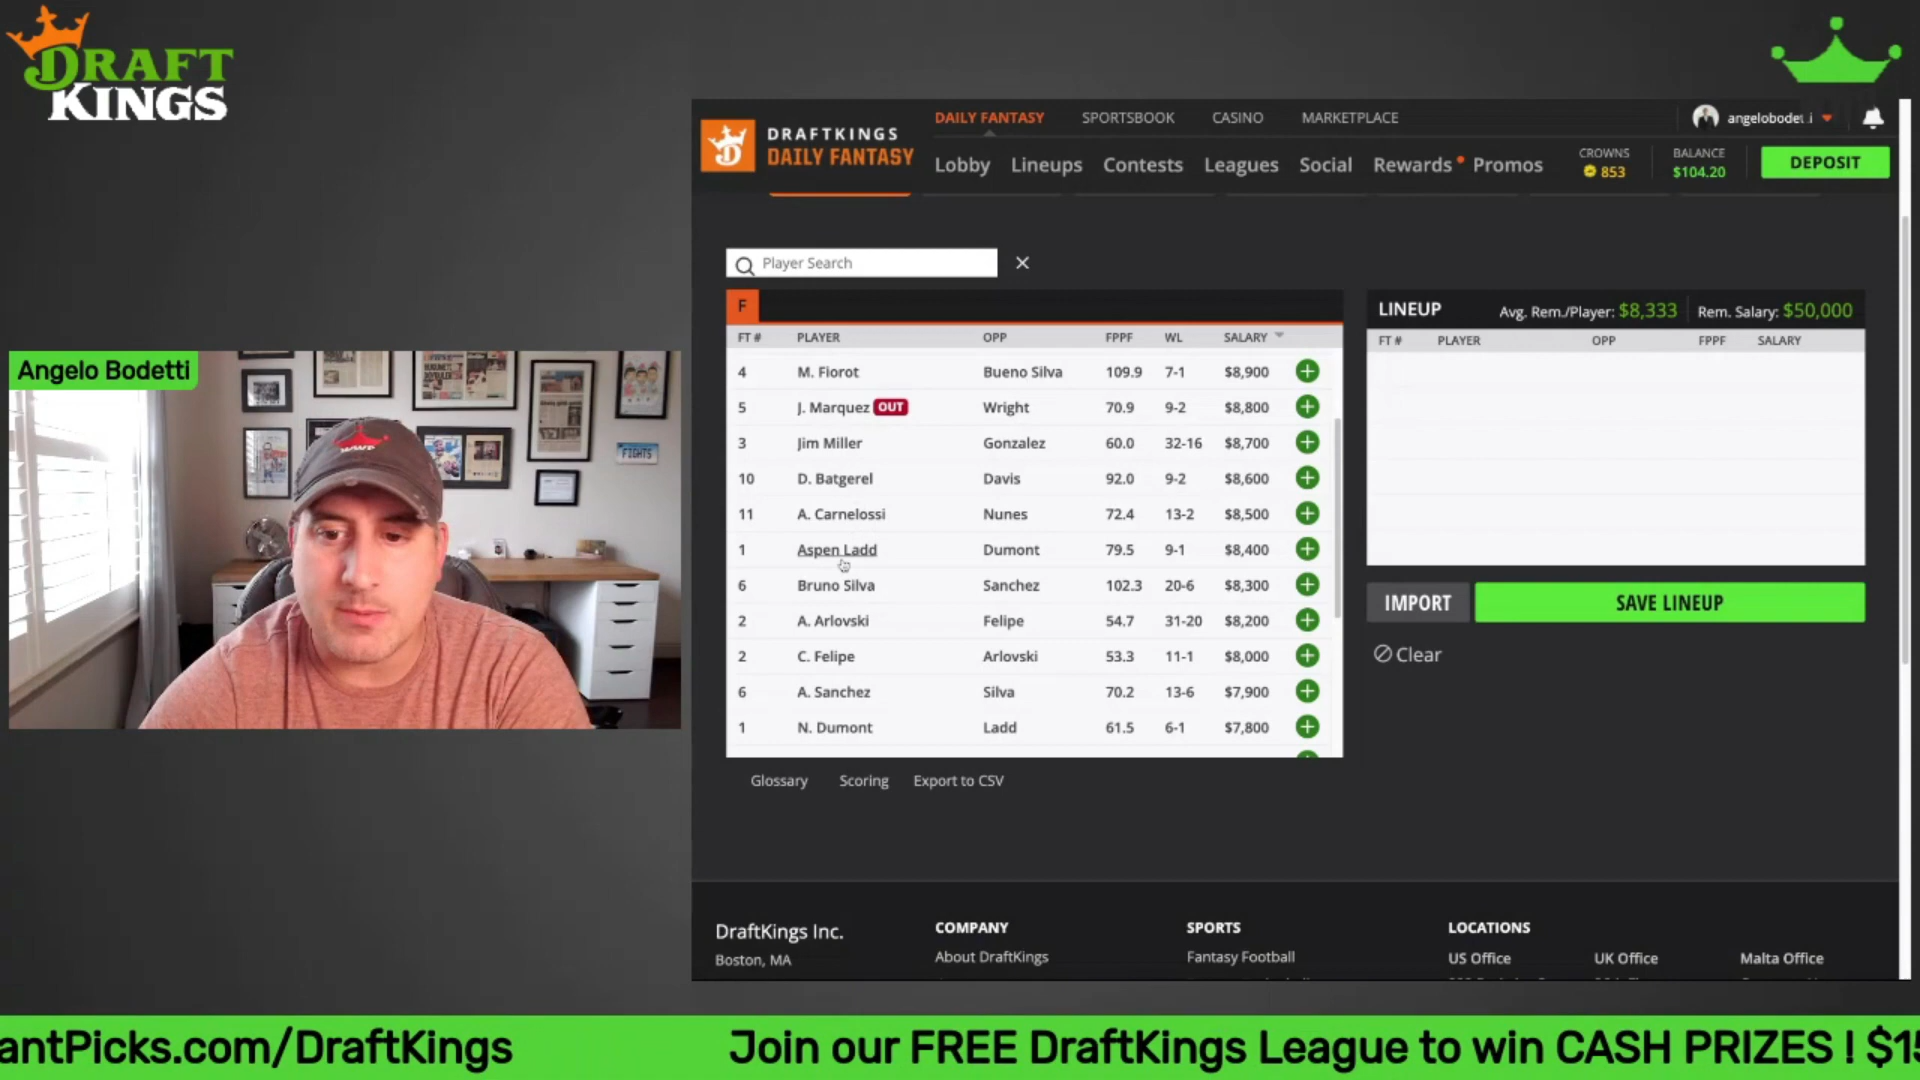 DRAFT
KINGS
Angelo Bodetti
FIGHTS
DRAFTKINGS
DAILY FANTASY
DAILY FANTASY SPORTSBOOK CASINO MARKETPLACE
Lobby Lineups Contests Leagues Social Rewards Promos
CROWNS
853
BALANCE
$104.20
DEPOSIT
Player Search
F
FT # PLAYER OPP FPPF WL SALARY
4 M. Fiorot Bueno Silva 109.9 7-1 $8,900
5 J. Marquez OUT Wright 70.9 9-2 $8,800
3 Jim Miller Gonzalez 60.0 32-16 $8,700
10 D. Batgerel Davis 92.0 9-2 $8,600
11 A. Carnelossi Nunes 72.4 13-2 $8,500
1 Aspen Ladd Dumont 79.5 9-1 $8,400
6 Bruno Silva Sanchez 102.3 20-6 $8,300
2 A. Arlovski Felipe 54.7 31-20 $8,200
2 C. Felipe Arlovski 53.3 11-1 $8,000
6 A. Sanchez Silva 70.2 13-6 $7,900
1 N. Dumont Ladd 61.5 6-1 $7,800
Glossary Scoring Export to CSV
LINEUP Avg. Rem./Player: $8,333 Rem. Salary: $50,000
FT # PLAYER OPP FPPF SALARY
IMPORT SAVE LINEUP
Clear
DraftKings Inc.
Boston, MA
COMPANY
About DraftKings
SPORTS
Fantasy Football
LOCATIONS
US Office UK Office Malta Office
antPicks.com/DraftKings Join our FREE DraftKings League to win CASH PRIZES ! $15